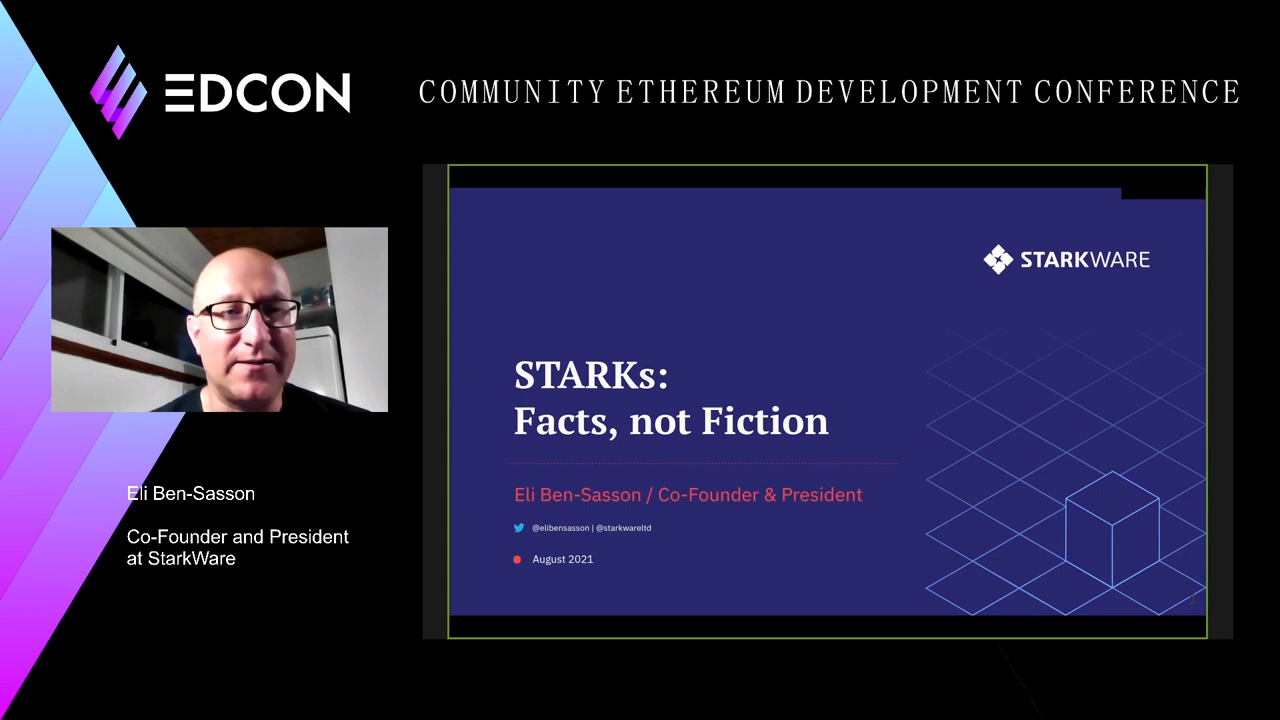 EDCON
COMMUNITY ETHEREUM DEVELOPMENT CONFERENCE
STARKWARE
STARKs:
Facts, not Fiction
Eli Ben-Sasson / Co-Founder & President
@elibensasson | @starkwareltd
August 2021
Eli Ben-Sasson
Co-Founder and President
at StarkWare